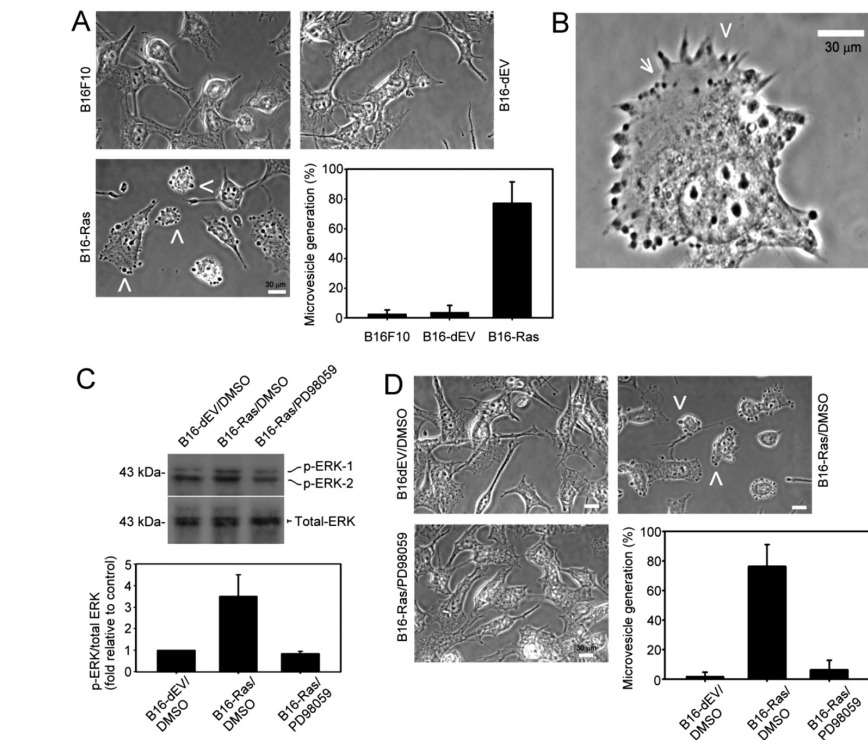 A
B16F10
B16-dEV
B16-Ras
30 µm
Microvesicle generation (%)
100
80
60
40
20
0
B16F10 B16-dEV B16-Ras
B
30 µm
C
B16-dEV/DMSO
B16-Ras/DMSO
B16-Ras/PD98059
43 kDa-
p-ERK-1
p-ERK-2
43 kDa-
Total-ERK
p-ERK/total ERK
(fold relative to control)
5
4
3
2
1
0
B16-dEV/
DMSO
B16-Ras/
DMSO
B16-Ras/
PD98059
D
B16dEV/DMSO
B16-Ras/DMSO
B16-Ras/PD98059
30 µm
Microvesicle generation (%)
100
80
60
40
20
0
B16-dEV/
DMSO
B16-Ras/
DMSO
B16-Ras/
PD98059